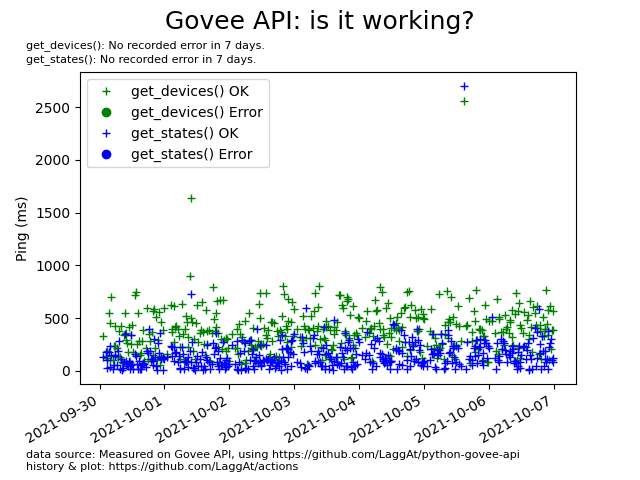 Govee API: is it working?
get_devices(): No recorded error in 7 days.
get_states(): No recorded error in 7 days.
get_devices() OK
get_devices() Error
get_states() OK
get_states() Error
Ping (ms)
2500
2000
1500
1000
500
0
2021-09-30
2021-10-01
2021-10-02
2021-10-03
2021-10-04
2021-10-05
2021-10-06
2021-10-07
data source: Measured on Govee API, using https://github.com/LaggAt/python-govee-api
history & plot: https://github.com/LaggAt/actions